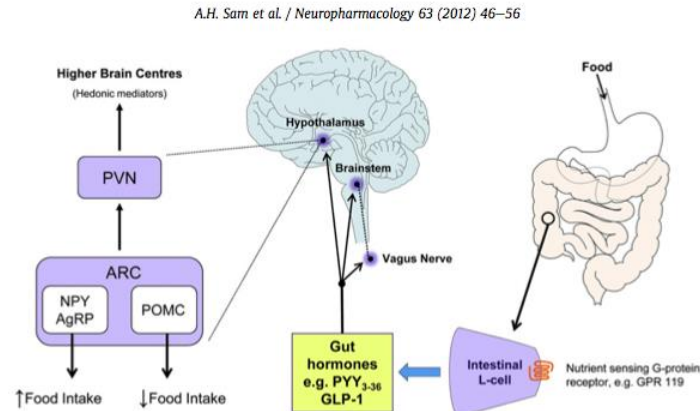 A.H. Sam et al. / Neuropharmacology 63 (2012) 46–56
Higher Brain Centres
(Hedonic mediators)
PVN
ARC
NPY
AgRP
POMC
↑Food Intake
↓Food Intake
Hypothalamus
Brainstem
Vagus Nerve
Gut
hormones
e.g. PYY₃₋₃₆
GLP-1
Food
Intestinal
L-cell
Nutrient sensing G-protein
receptor, e.g. GPR 119